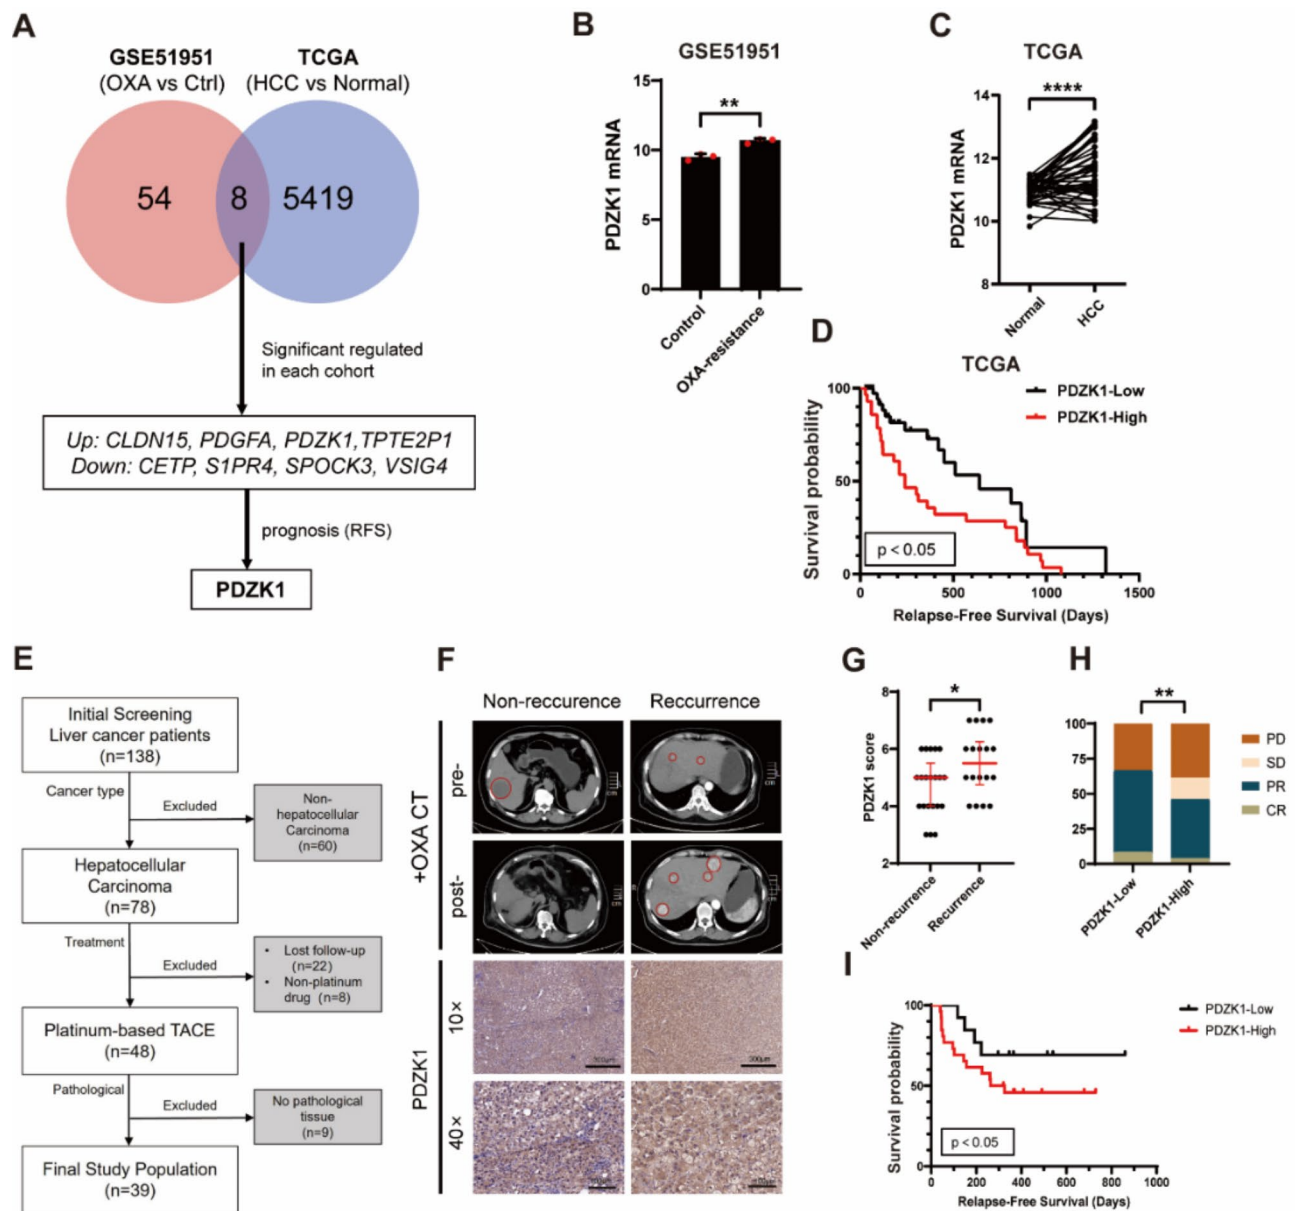 A
GSE51951
(OXA vs Ctrl)
TCGA
(HCC vs Normal)
54
8
5419
Significant regulated
in each cohort
Up: CLDN15, PDGFA, PDZK1,TPTE2P1
Down: CETP, S1PR4, SPOCK3, VSIG4
prognosis (RFS)
PDZK1
B
GSE51951
**
PDZK1 mRNA
15
10
5
0
Control
OXA-resistance
C
TCGA
****
PDZK1 mRNA
14
12
10
8
Normal
HCC
D
TCGA
PDZK1-Low
PDZK1-High
Survival probability
100
50
0
p < 0.05
0
500
1000
1500
Relapse-Free Survival (Days)
E
Initial Screening
Liver cancer patients
(n=138)
Cancer type
Excluded
Non-
hepatocellular
Carcinoma
(n=60)
Hepatocellular
Carcinoma
(n=78)
Treatment
Excluded
• Lost follow-up
(n=22)
• Non-platinum
drug (n=8)
Platinum-based TACE
(n=48)
Pathological
Excluded
No pathological
tissue
(n=9)
Final Study Population
(n=39)
F
Non-reccurence
Reccurrence
+OXA CT
pre-
post-
PDZK1
10×
40×
G
*
PDZK1 score
8
6
4
2
Non-recurrence
Recurrence
H
**
100
75
50
25
0
PDZK1-Low
PDZK1-High
PD
SD
PR
CR
I
PDZK1-Low
PDZK1-High
Survival probability
100
50
0
p < 0.05
0
200
400
600
800
1000
Relapse-Free Survival (Days)